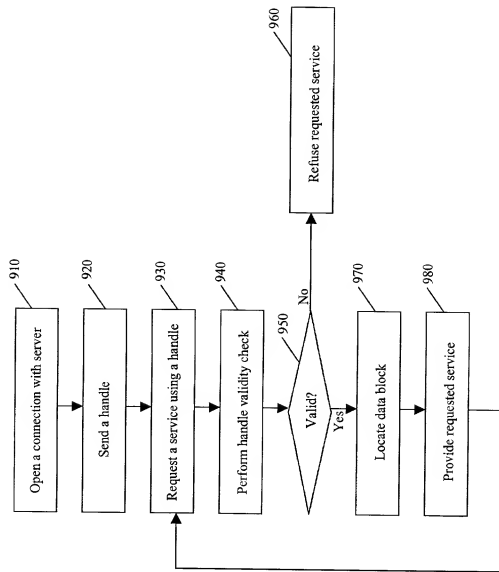 910
Open a connection with server
920
Send a handle
930
Request a service using a handle
940
Perform handle validity check
950
Valid?
No
Yes
960
Refuse requested service
970
Locate data block
980
Provide requested service